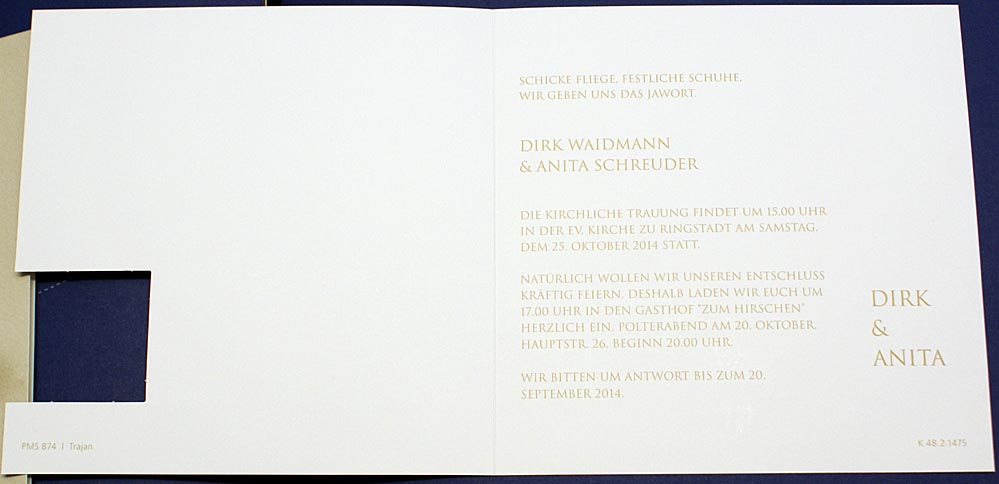 SCHICKE FLIEGE, FESTLICHE SCHUHE,
WIR GEBEN UNS DAS JAWORT.
DIRK WAIDMANN
& ANITA SCHREUDER
DIE KIRCHLICHE TRAUUNG FINDET UM 15.00 UHR
IN DER EV. KIRCHE ZU RINGSTADT AM SAMSTAG,
DEM 25. OKTOBER 2014 STATT.
NATÜRLICH WOLLEN WIR UNSEREN ENTSCHLUSS
KRÄFTIG FEIERN. DESHALB LADEN WIR EUCH UM
17.00 UHR IN DEN GASTHOF "ZUM HIRSCHEN"
HERZLICH EIN. POLTERABEND AM 20. OKTOBER,
HAUPTSTR. 26. BEGINN 20.00 UHR.
WIR BITTEN UM ANTWORT BIS ZUM 20.
SEPTEMBER 2014.
DIRK
&
ANITA
PMS 874 | Trajan
K 48.2.1475